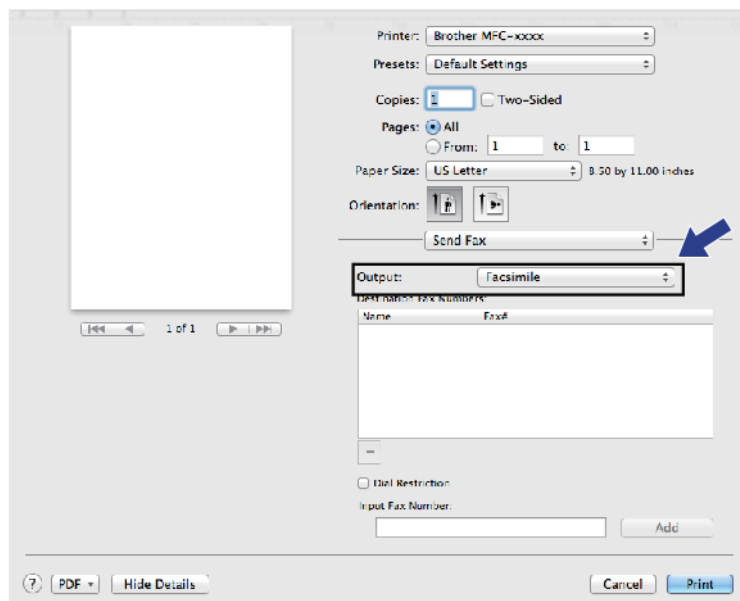 Printer: Brother MFC-xxxx
Presets: Default Settings
Copies: 1 Two-Sided
Pages: All
From: 1 to: 1
Paper Size: US Letter 8.50 by 11.00 inches
Orientation:
Send Fax
Output: Facsimile
Destination Fax Numbers:
Name Fax#
1 of 1
Dial Restriction
Input Fax Number:
Add
? PDF Hide Details Cancel Print